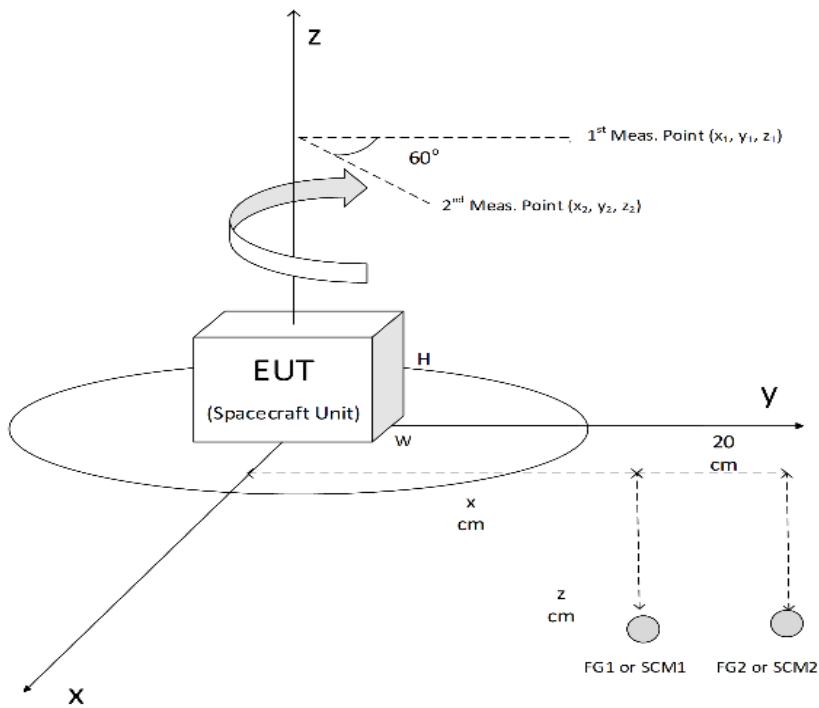 z
1st Meas. Point (x1, y1, z1)
60°
2nd Meas. Point (x2, y2, z2)
H
EUT
(Spacecraft Unit)
y
W
20
cm
x
cm
z
cm
FG1 or SCM1
FG2 or SCM2
x